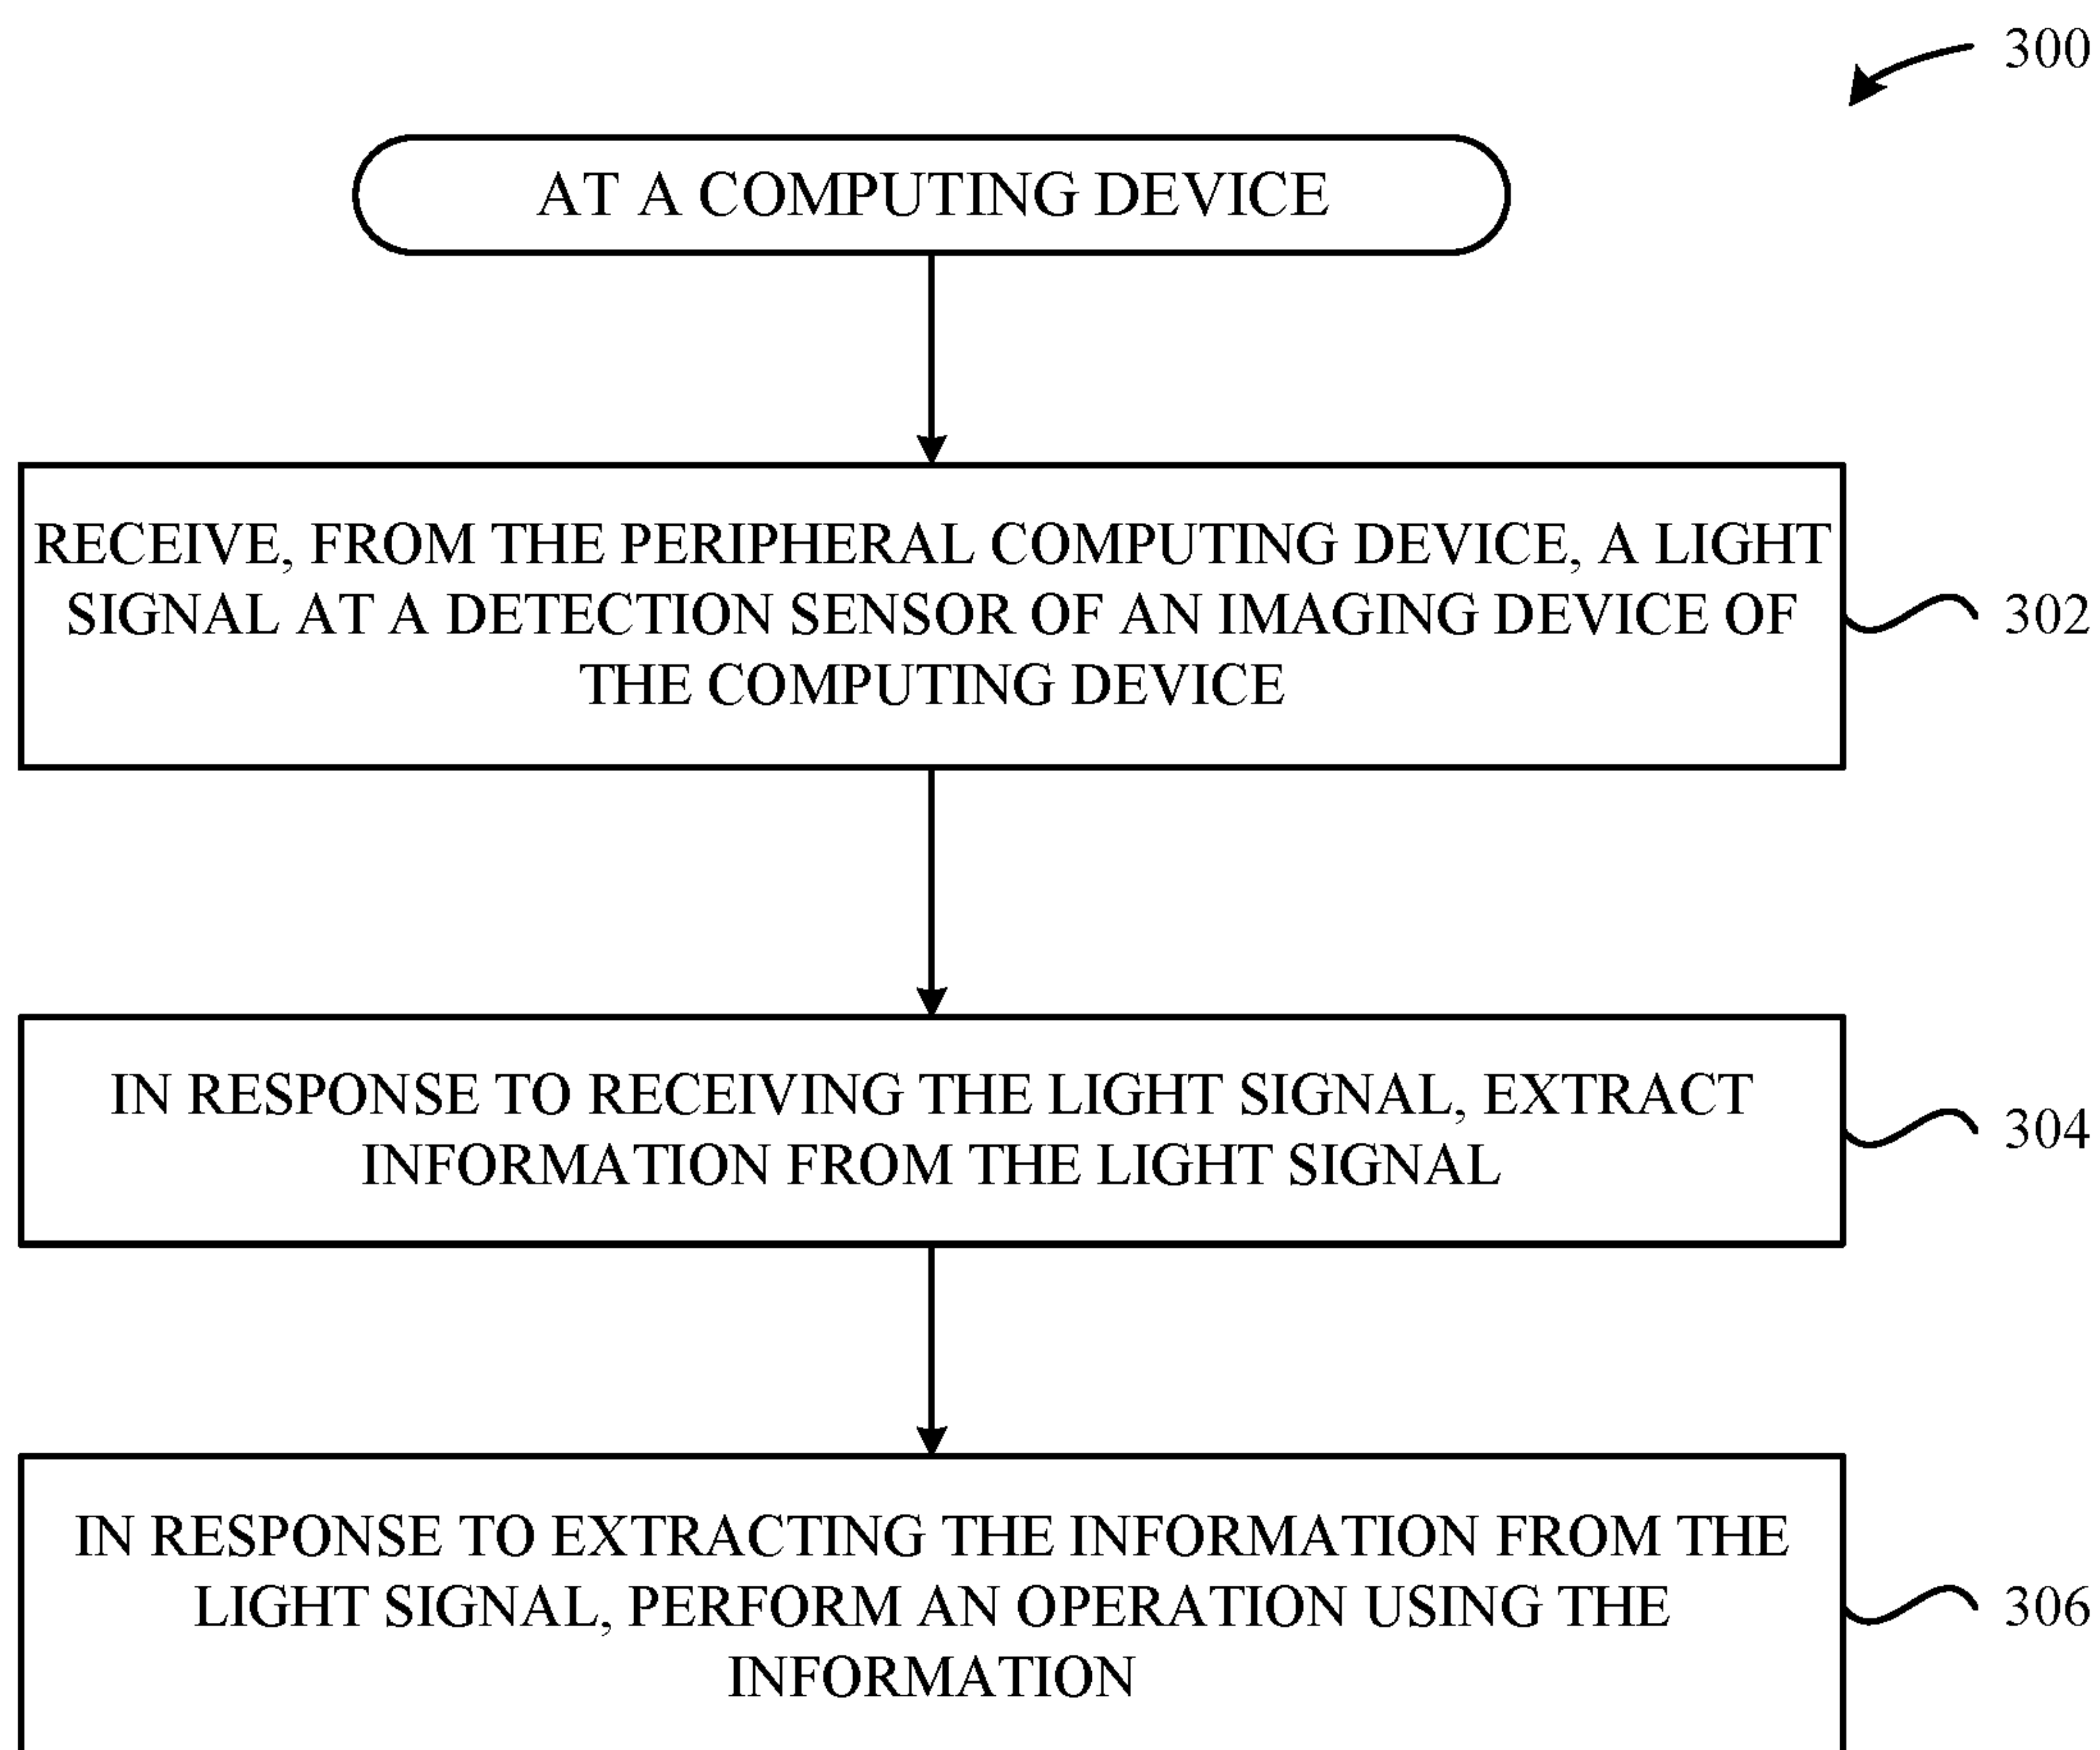 300
AT A COMPUTING DEVICE
RECEIVE, FROM THE PERIPHERAL COMPUTING DEVICE, A LIGHT
SIGNAL AT A DETECTION SENSOR OF AN IMAGING DEVICE OF
THE COMPUTING DEVICE
302
IN RESPONSE TO RECEIVING THE LIGHT SIGNAL, EXTRACT
INFORMATION FROM THE LIGHT SIGNAL
304
IN RESPONSE TO EXTRACTING THE INFORMATION FROM THE
LIGHT SIGNAL, PERFORM AN OPERATION USING THE
INFORMATION
306